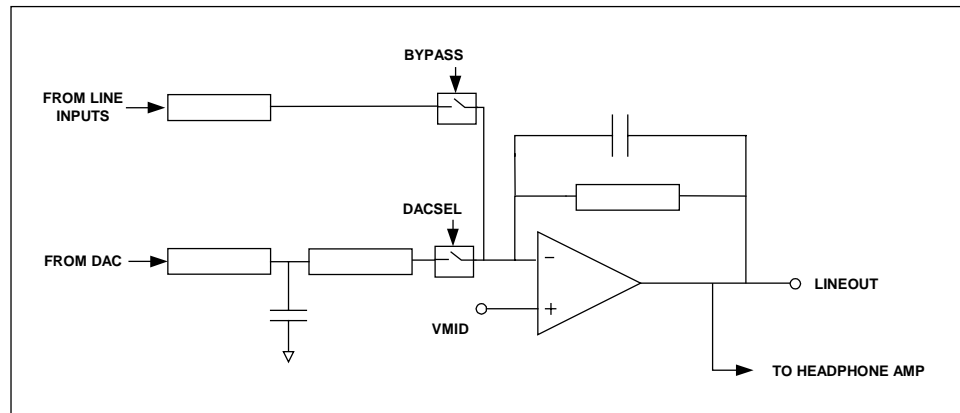 BYPASS
FROM LINE
INPUTS
DACSEL
FROM DAC
−
+
VMID
LINEOUT
TO HEADPHONE AMP